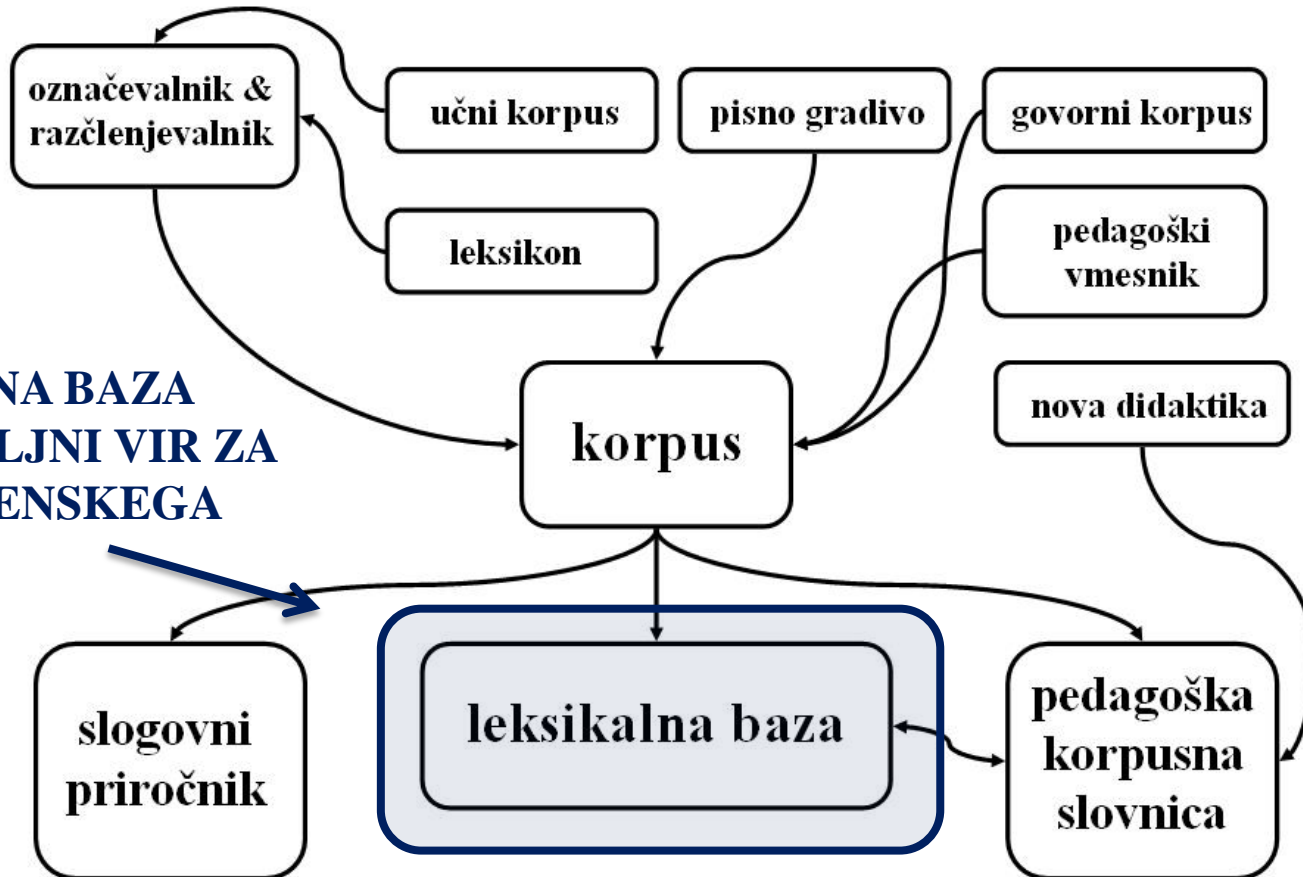 označevalnik &
razčlenjevalnik
učni korpus
pisno gradivo
govorni korpus
leksikon
pedagoški
vmesnik
NA BAZA
LJNI VIR ZA
ENSKEGA
korpus
nova didaktika
slogovni
priročnik
leksikalna baza
pedagoška
korpusna
slovnica